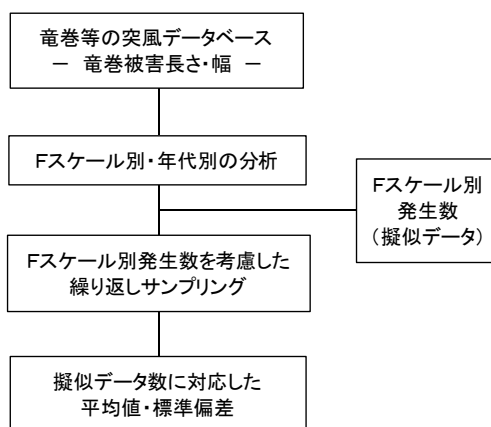 竜巻等の突風データベース
－ 竜巻被害長さ・幅 －
Fスケール別・年代別の分析
Fスケール別
発生数
（擬似データ）
Fスケール別発生数を考慮した
繰り返しサンプリング
擬似データ数に対応した
平均値・標準偏差